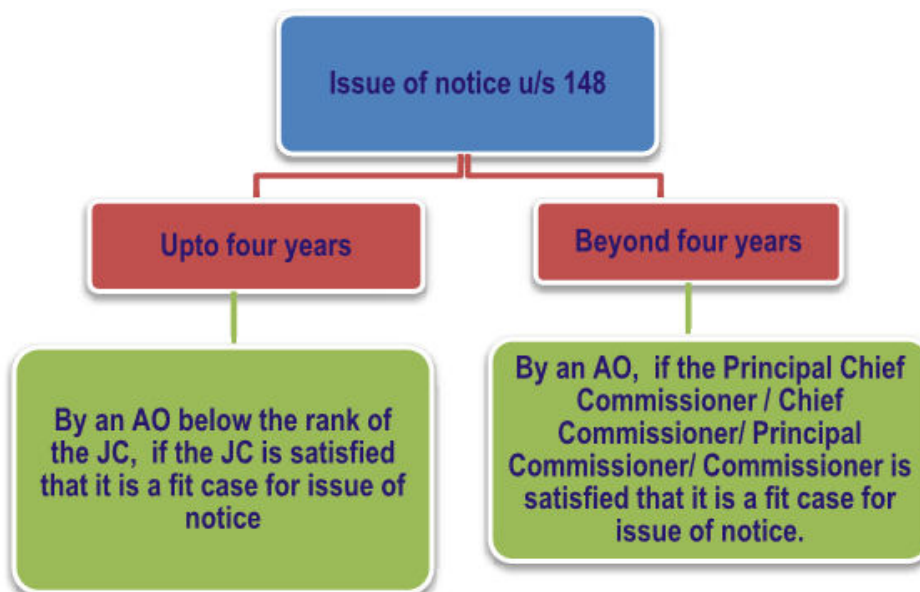 Issue of notice u/s 148
Upto four years
Beyond four years
By an AO below the rank of
the JC, if the JC is satisfied
that it is a fit case for issue of
notice
By an AO, if the Principal Chief
Commissioner / Chief
Commissioner/ Principal
Commissioner/ Commissioner is
satisfied that it is a fit case for
issue of notice.